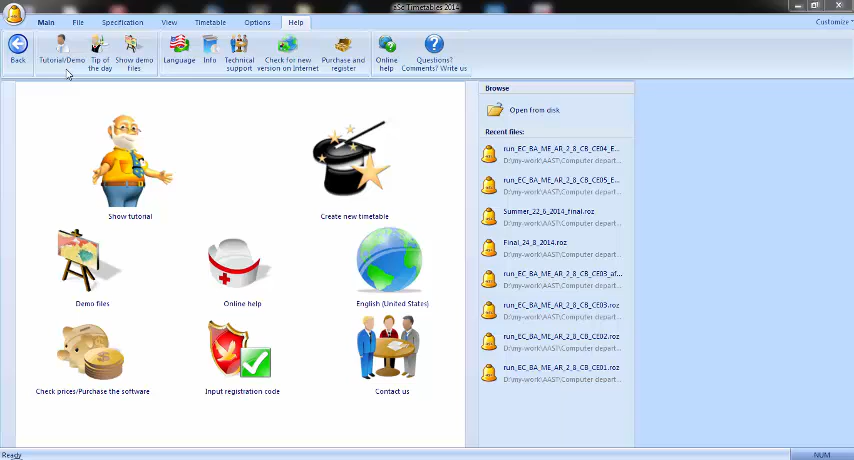 aSc Timetables 2014
Main File Specification View Timetable Options Help Customize
Back Tutorial/Demo Tip of the day Show demo files Language Info Technical support Check for new version on Internet Purchase and register Online help Questions? Comments? Write us
Show tutorial
Create new timetable
Demo files
Online help
English (United States)
Check prices/Purchase the software
Input registration code
Contact us
Browse
Open from disk
Recent files:
run_EC_BA_ME_AR_2_8_CB_CE04_E...
D:\my-work\AAST\Computer depart...
run_EC_BA_ME_AR_2_8_CB_CE05_E...
D:\my-work\AAST\Computer depart...
Summer_22_6_2014_final.roz
D:\my-work\AAST\Computer depart...
Final_24_8_2014.roz
D:\my-work\AAST\Computer depart...
run_EC_BA_ME_AR_2_8_CB_CE03_af...
D:\my-work\AAST\Computer depart...
run_EC_BA_ME_AR_2_8_CB_CE03.roz
D:\my-work\AAST\Computer depart...
run_EC_BA_ME_AR_2_8_CB_CE02.roz
D:\my-work\AAST\Computer depart...
run_EC_BA_ME_AR_2_8_CB_CE01.roz
D:\my-work\AAST\Computer depart...
Ready
NUM